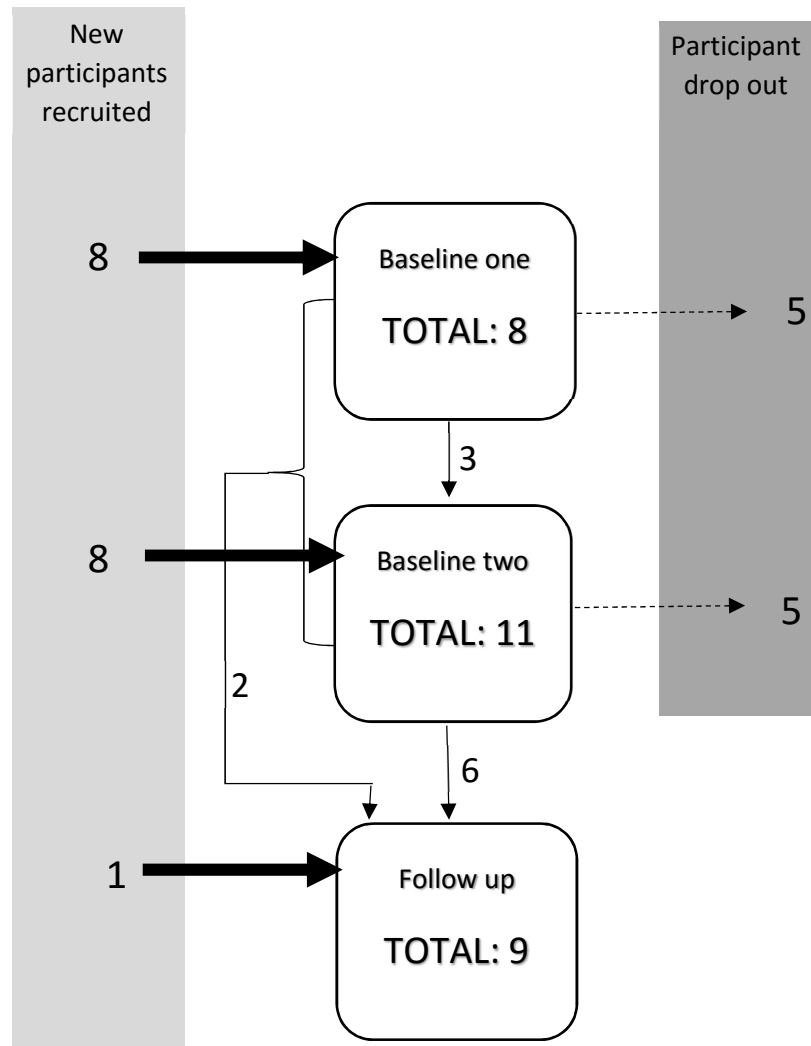 New
participants
recruited
Participant
drop out
8
Baseline one
TOTAL: 8
5
3
8
Baseline two
TOTAL: 11
5
2
6
1
Follow up
TOTAL: 9